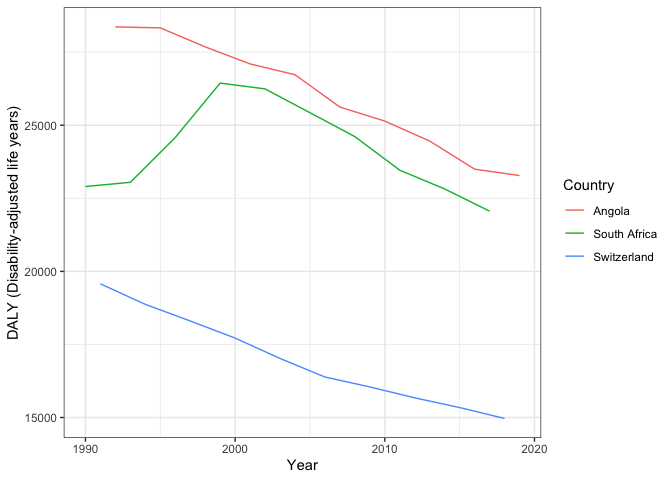 DALY (Disability-adjusted life years)
25000
20000
15000
1990
2000
2010
2020
Year
Country
Angola
South Africa
Switzerland